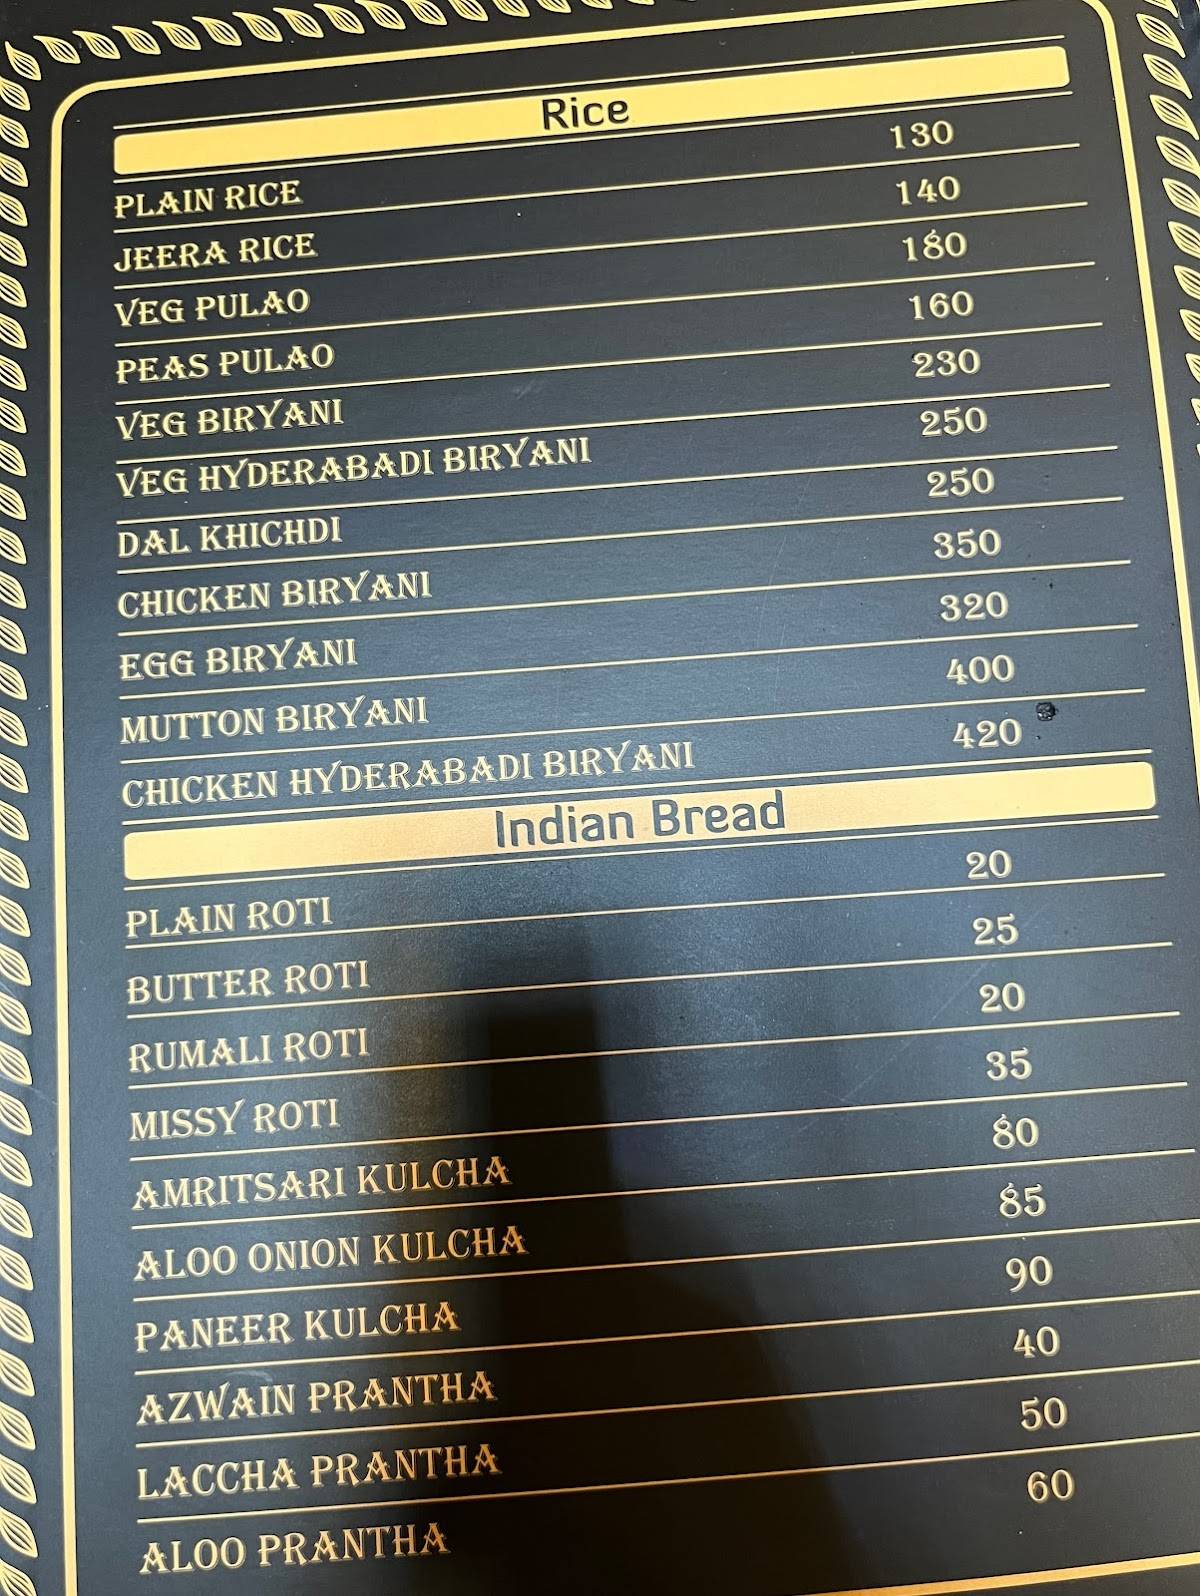 Rice
PLAIN RICE 130
JEERA RICE 140
VEG PULAO 180
PEAS PULAO 160
VEG BIRYANI 230
VEG HYDERABADI BIRYANI 250
DAL KHICHDI 250
CHICKEN BIRYANI 350
EGG BIRYANI 320
MUTTON BIRYANI 400
CHICKEN HYDERABADI BIRYANI 420
Indian Bread
PLAIN ROTI 20
BUTTER ROTI 25
RUMALI ROTI 20
MISSY ROTI 35
AMRITSARI KULCHA 80
ALOO ONION KULCHA 85
PANEER KULCHA 90
AZWAIN PRANTHA 40
LACCHA PRANTHA 50
ALOO PRANTHA 60